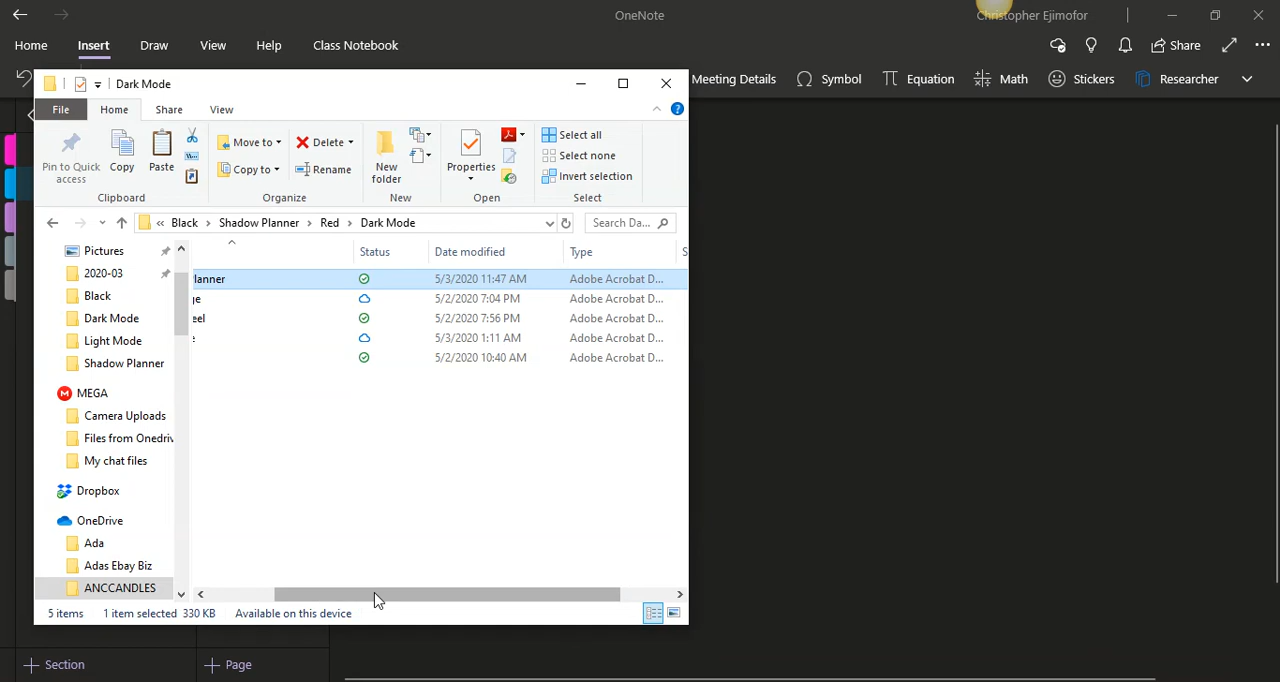 OneNote
Christopher Ejimofor
Home Insert Draw View Help Class Notebook
Share
Meeting Details Symbol Equation Math Stickers Researcher
Dark Mode
File Home Share View
Pin to Quick access
Copy
Paste
Move to
Copy to
Delete
Rename
New folder
Properties
Select all
Select none
Invert selection
Clipboard Organize New Open Select
« Black > Shadow Planner > Red > Dark Mode
Search Da...
Status Date modified Type S
lanner 5/3/2020 11:47 AM Adobe Acrobat D...
ge 5/2/2020 7:04 PM Adobe Acrobat D...
eel 5/2/2020 7:56 PM Adobe Acrobat D...
e 5/3/2020 1:11 AM Adobe Acrobat D...
5/2/2020 10:40 AM Adobe Acrobat D...
Pictures
2020-03
Black
Dark Mode
Light Mode
Shadow Planner
MEGA
Camera Uploads
Files from Onedriv
My chat files
Dropbox
OneDrive
Ada
Adas Ebay Biz
ANCCANDLES
5 items 1 item selected 330 KB Available on this device
+ Section + Page